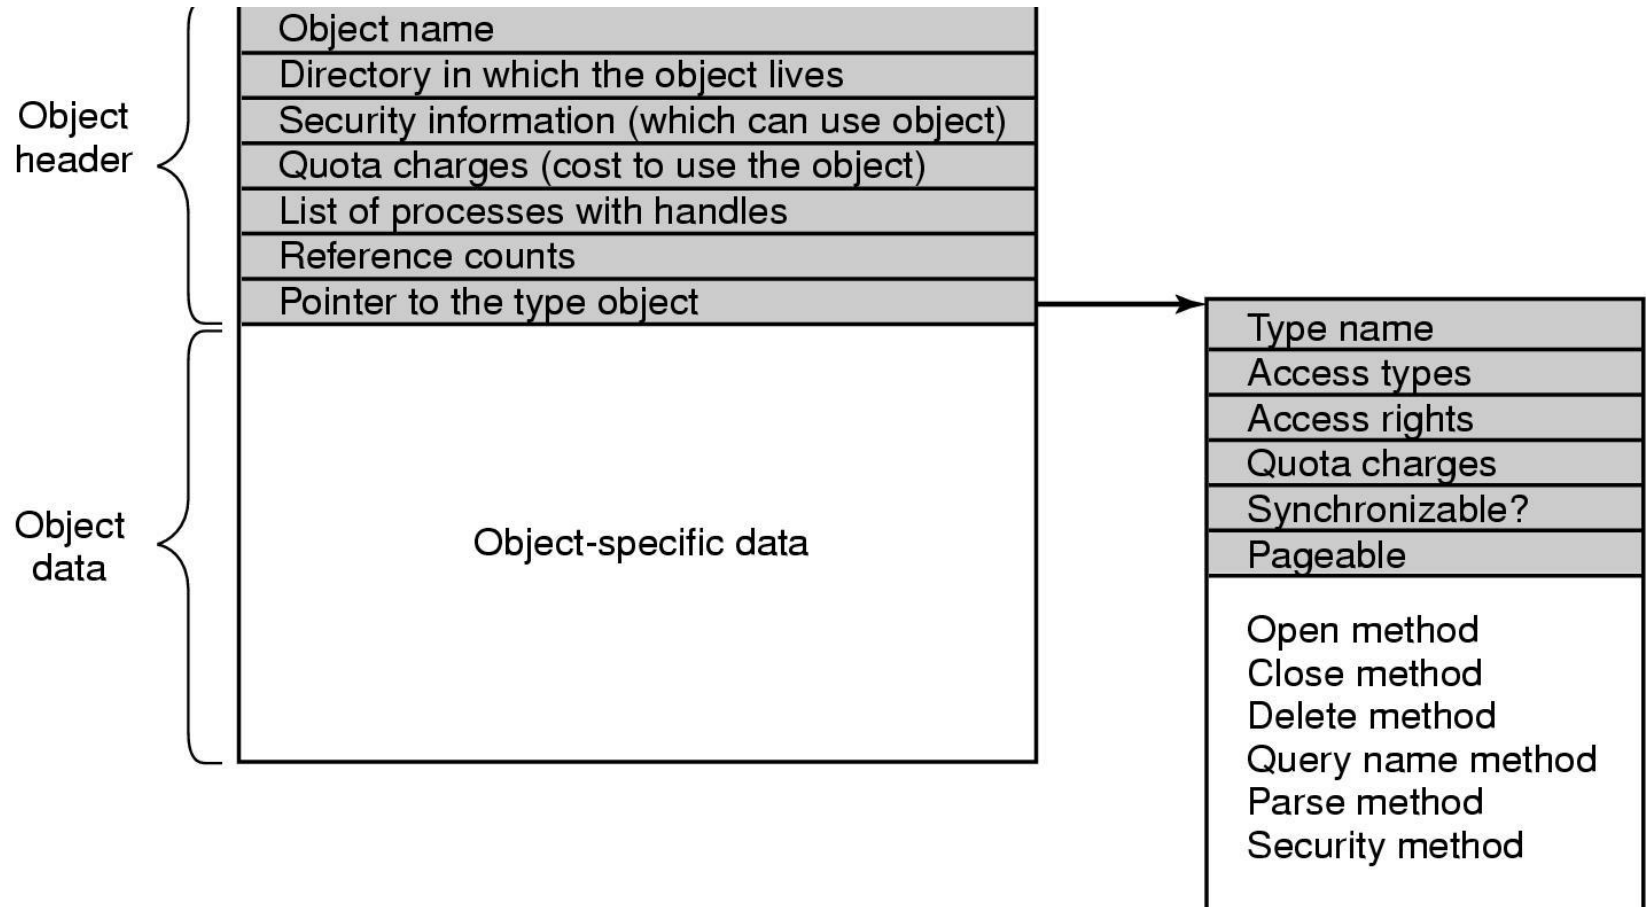 Object
header
Object name
Directory in which the object lives
Security information (which can use object)
Quota charges (cost to use the object)
List of processes with handles
Reference counts
Pointer to the type object
Object
data
Object-specific data
Type name
Access types
Access rights
Quota charges
Synchronizable?
Pageable
Open method
Close method
Delete method
Query name method
Parse method
Security method